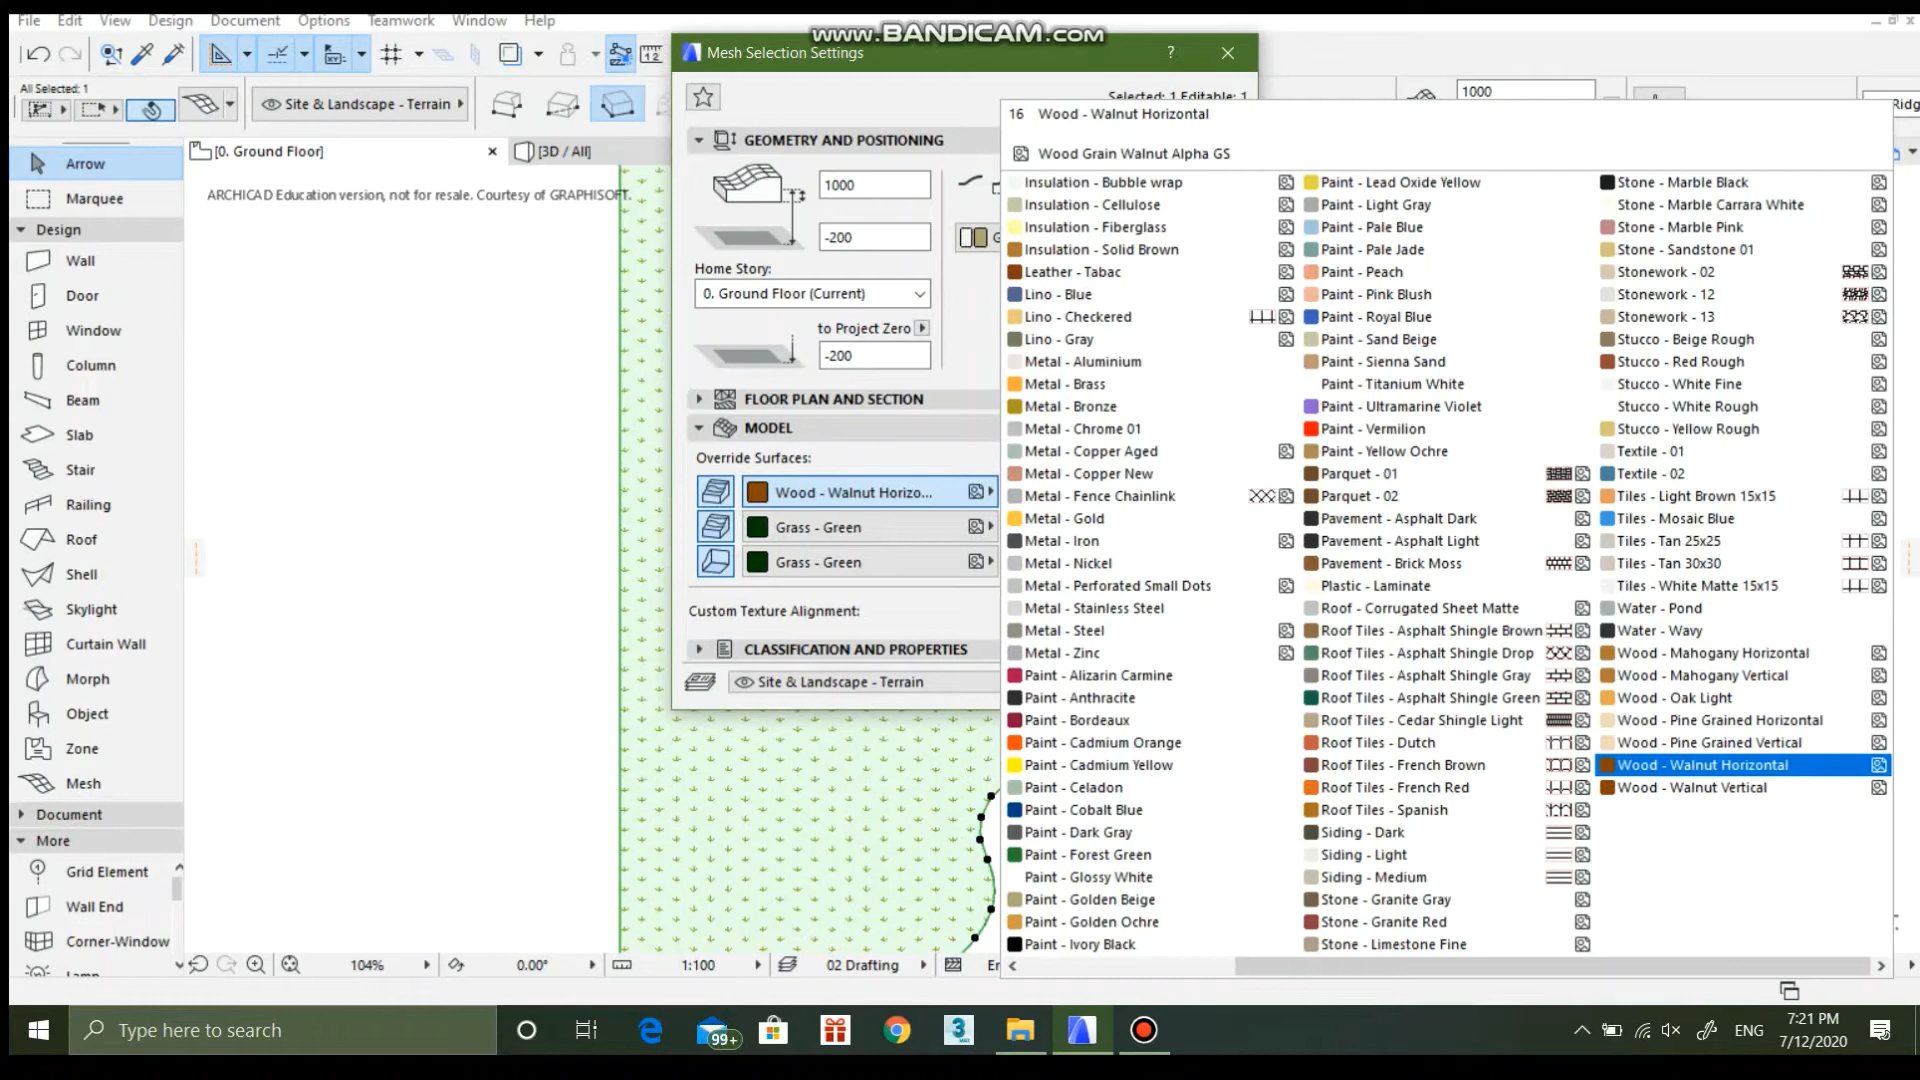 www.BANDICAM.com
File Edit View Design Document Options Teamwork Window Help
Mesh Selection Settings
All Selected: 1
Site & Landscape - Terrain
Selected: 1 Editable: 1
1000
[0. Ground Floor]
[3D / All]
ARCHICAD Education version, not for resale. Courtesy of GRAPHISOFT.
Arrow
Marquee
Design
Wall
Door
Window
Column
Beam
Slab
Stair
Railing
Roof
Shell
Skylight
Curtain Wall
Morph
Object
Zone
Mesh
Document
More
Grid Element
Wall End
Corner-Window
GEOMETRY AND POSITIONING
1000
-200
Home Story:
0. Ground Floor (Current)
to Project Zero
-200
FLOOR PLAN AND SECTION
MODEL
Override Surfaces:
Wood - Walnut Horizo...
Grass - Green
Grass - Green
Custom Texture Alignment:
CLASSIFICATION AND PROPERTIES
Site & Landscape - Terrain
16 Wood - Walnut Horizontal
Wood Grain Walnut Alpha GS
Insulation - Bubble wrap
Insulation - Cellulose
Insulation - Fiberglass
Insulation - Solid Brown
Leather - Tabac
Lino - Blue
Lino - Checkered
Lino - Gray
Metal - Aluminium
Metal - Brass
Metal - Bronze
Metal - Chrome 01
Metal - Copper Aged
Metal - Copper New
Metal - Fence Chainlink
Metal - Gold
Metal - Iron
Metal - Nickel
Metal - Perforated Small Dots
Metal - Stainless Steel
Metal - Steel
Metal - Zinc
Paint - Alizarin Carmine
Paint - Anthracite
Paint - Bordeaux
Paint - Cadmium Orange
Paint - Cadmium Yellow
Paint - Celadon
Paint - Cobalt Blue
Paint - Dark Gray
Paint - Forest Green
Paint - Glossy White
Paint - Golden Beige
Paint - Golden Ochre
Paint - Ivory Black
Paint - Lead Oxide Yellow
Paint - Light Gray
Paint - Pale Blue
Paint - Pale Jade
Paint - Peach
Paint - Pink Blush
Paint - Royal Blue
Paint - Sand Beige
Paint - Sienna Sand
Paint - Titanium White
Paint - Ultramarine Violet
Paint - Vermilion
Paint - Yellow Ochre
Parquet - 01
Parquet - 02
Pavement - Asphalt Dark
Pavement - Asphalt Light
Pavement - Brick Moss
Plastic - Laminate
Roof - Corrugated Sheet Matte
Roof Tiles - Asphalt Shingle Brown
Roof Tiles - Asphalt Shingle Drop
Roof Tiles - Asphalt Shingle Gray
Roof Tiles - Asphalt Shingle Green
Roof Tiles - Cedar Shingle Light
Roof Tiles - Dutch
Roof Tiles - French Brown
Roof Tiles - French Red
Roof Tiles - Spanish
Siding - Dark
Siding - Light
Siding - Medium
Stone - Granite Gray
Stone - Granite Red
Stone - Limestone Fine
Stone - Marble Black
Stone - Marble Carrara White
Stone - Marble Pink
Stone - Sandstone 01
Stonework - 02
Stonework - 12
Stonework - 13
Stucco - Beige Rough
Stucco - Red Rough
Stucco - White Fine
Stucco - White Rough
Stucco - Yellow Rough
Textile - 01
Textile - 02
Tiles - Light Brown 15x15
Tiles - Mosaic Blue
Tiles - Tan 25x25
Tiles - Tan 30x30
Tiles - White Matte 15x15
Water - Pond
Water - Wavy
Wood - Mahogany Horizontal
Wood - Mahogany Vertical
Wood - Oak Light
Wood - Pine Grained Horizontal
Wood - Pine Grained Vertical
Wood - Walnut Horizontal
Wood - Walnut Vertical
104% 0.00° 1:100 02 Drafting
Type here to search
99+
ENG
7:21 PM
7/12/2020